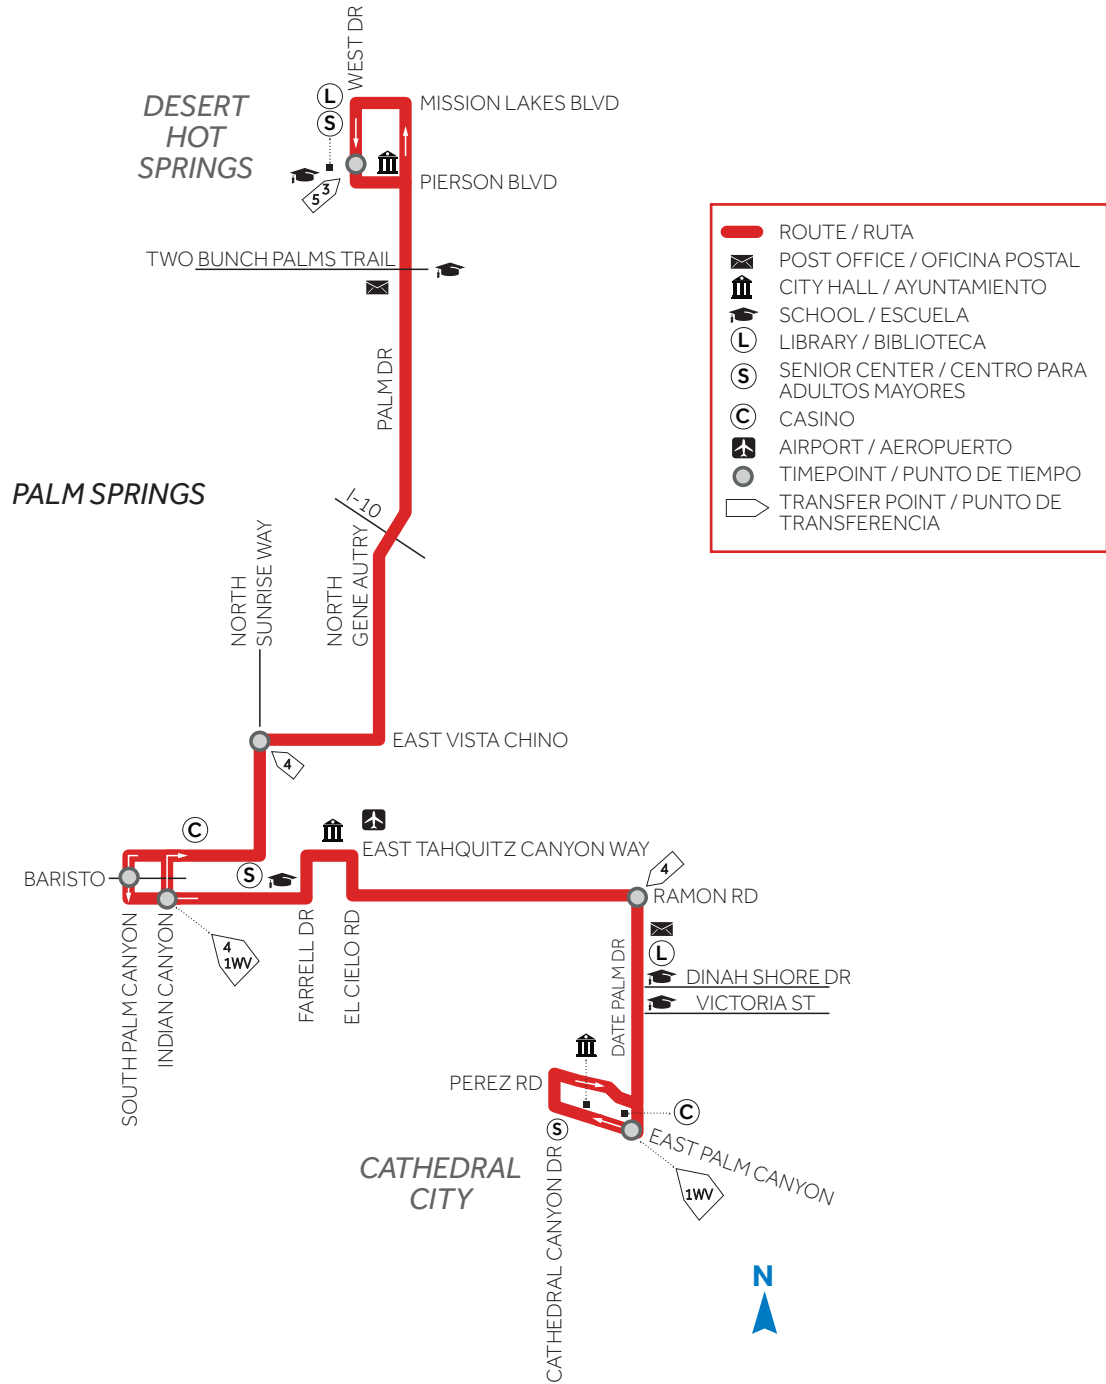 WEST DR
DESERT
HOT
SPRINGS
L
S
MISSION LAKES BLVD
3
5
PIERSON BLVD
TWO BUNCH PALMS TRAIL
PALM DR
ROUTE / RUTA
POST OFFICE / OFICINA POSTAL
CITY HALL / AYUNTAMIENTO
SCHOOL / ESCUELA
L
LIBRARY / BIBLIOTECA
S
SENIOR CENTER / CENTRO PARA
ADULTOS MAYORES
C
CASINO
AIRPORT / AEROPUERTO
TIMEPOINT / PUNTO DE TIEMPO
TRANSFER POINT / PUNTO DE
TRANSFERENCIA
PALM SPRINGS
I-10
NORTH
SUNRISE WAY
NORTH
GENE AUTRY
EAST VISTA CHINO
4
C
EAST TAHQUITZ CANYON WAY
BARISTO
S
4
RAMON RD
SOUTH PALM CANYON
INDIAN CANYON
4
1WV
FARRELL DR
EL CIELO RD
L
DATE PALM DR
DINAH SHORE DR
VICTORIA ST
PEREZ RD
C
S
EAST PALM CANYON
1WV
CATHEDRAL
CITY
CATHEDRAL CANYON DR
N